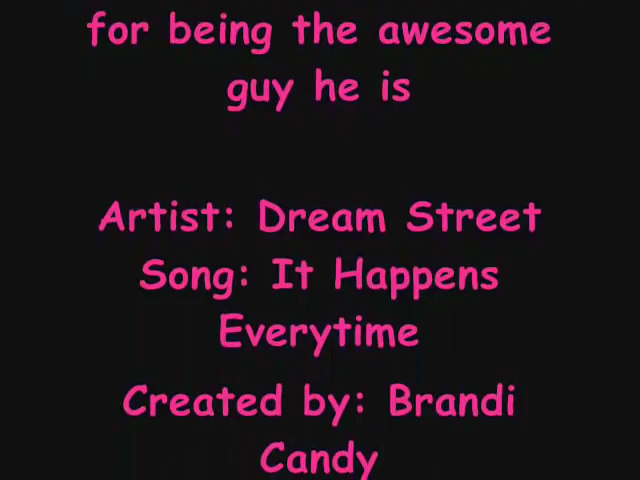 for being the awesome
guy he is
Artist: Dream Street
Song: It Happens
Everytime
Created by: Brandi
Candy